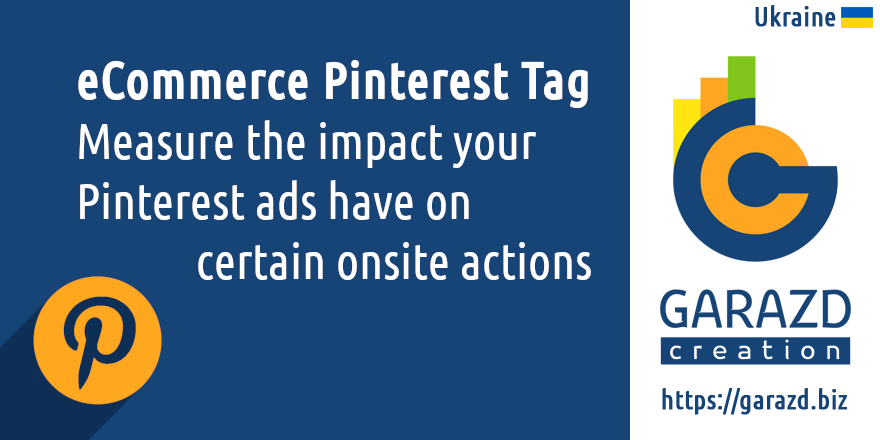 eCommerce Pinterest Tag
Measure the impact your
Pinterest ads have on
certain onsite actions
Ukraine
GARAZD
creation
https://garazd.biz